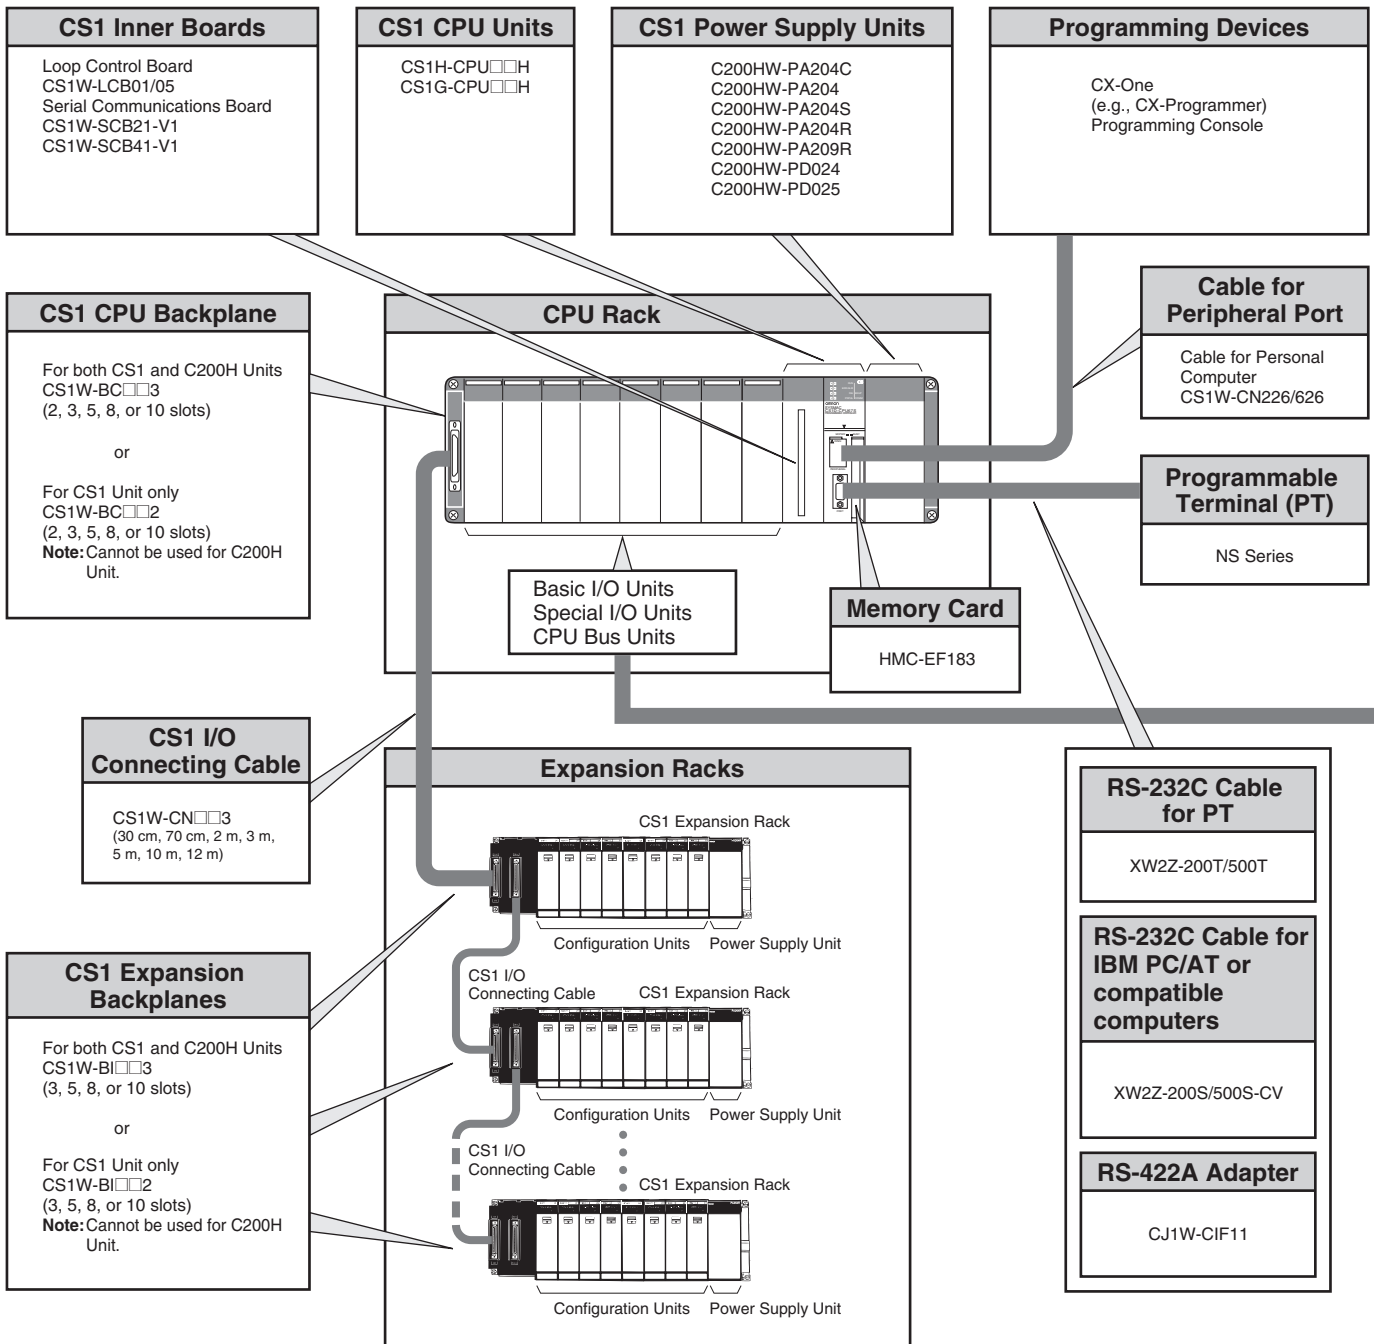 CS1 Inner Boards
Loop Control Board
CS1W-LCB01/05
Serial Communications Board
CS1W-SCB21-V1
CS1W-SCB41-V1
CS1 CPU Units
CS1H-CPU□□H
CS1G-CPU□□H
CS1 Power Supply Units
C200HW-PA204C
C200HW-PA204
C200HW-PA204S
C200HW-PA204R
C200HW-PA209R
C200HW-PD024
C200HW-PD025
Programming Devices
CX-One
(e.g., CX-Programmer)
Programming Console
CS1 CPU Backplane
For both CS1 and C200H Units
CS1W-BC□□3
(2, 3, 5, 8, or 10 slots)
or
For CS1 Unit only
CS1W-BC□□2
(2, 3, 5, 8, or 10 slots)
Note: Cannot be used for C200H
Unit.
CPU Rack
Basic I/O Units
Special I/O Units
CPU Bus Units
Memory Card
HMC-EF183
Cable for
Peripheral Port
Cable for Personal
Computer
CS1W-CN226/626
Programmable
Terminal (PT)
NS Series
CS1 I/O
Connecting Cable
CS1W-CN□□3
(30 cm, 70 cm, 2 m, 3 m,
5 m, 10 m, 12 m)
Expansion Racks
CS1 Expansion Rack
Configuration Units
Power Supply Unit
CS1 I/O
Connecting Cable
CS1 Expansion Rack
Configuration Units
Power Supply Unit
CS1 I/O
Connecting Cable
CS1 Expansion Rack
Configuration Units
Power Supply Unit
CS1 Expansion
Backplanes
For both CS1 and C200H Units
CS1W-BI□□3
(3, 5, 8, or 10 slots)
or
For CS1 Unit only
CS1W-BI□□2
(3, 5, 8, or 10 slots)
Note: Cannot be used for C200H
Unit.
RS-232C Cable
for PT
XW2Z-200T/500T
RS-232C Cable for
IBM PC/AT or
compatible
computers
XW2Z-200S/500S-CV
RS-422A Adapter
CJ1W-CIF11